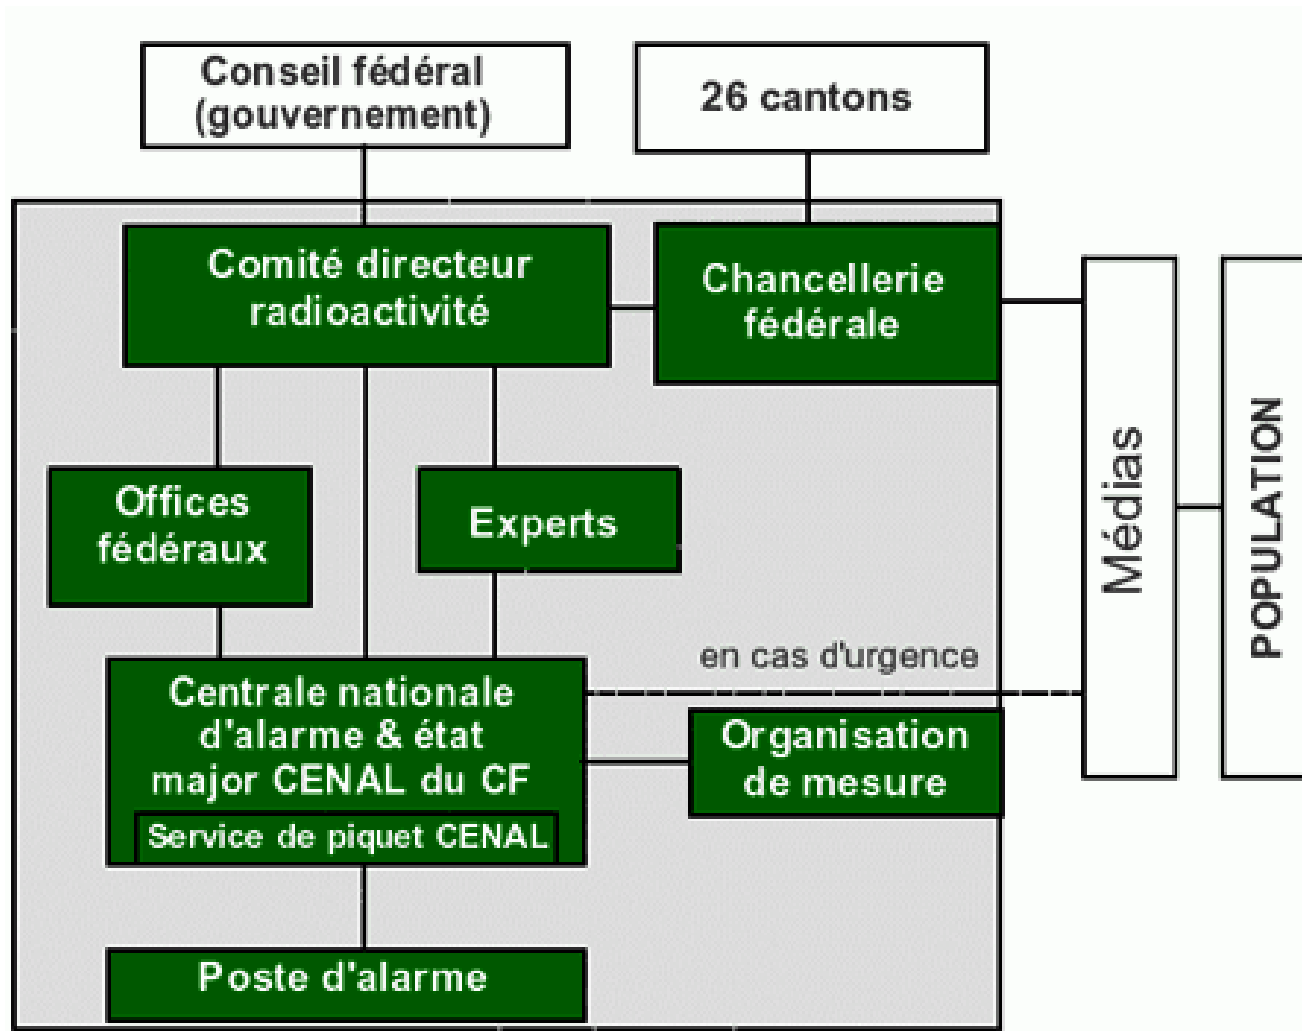 Conseil fédéral
(gouvernement)
26 cantons
Comité directeur
radioactivité
Chancellerie
fédérale
Offices
fédéraux
Experts
Médias
POPULATION
en cas d'urgence
Centrale nationale
d'alarme & état
major CENAL du CF
Service de piquet CENAL
Organisation
de mesure
Poste d'alarme